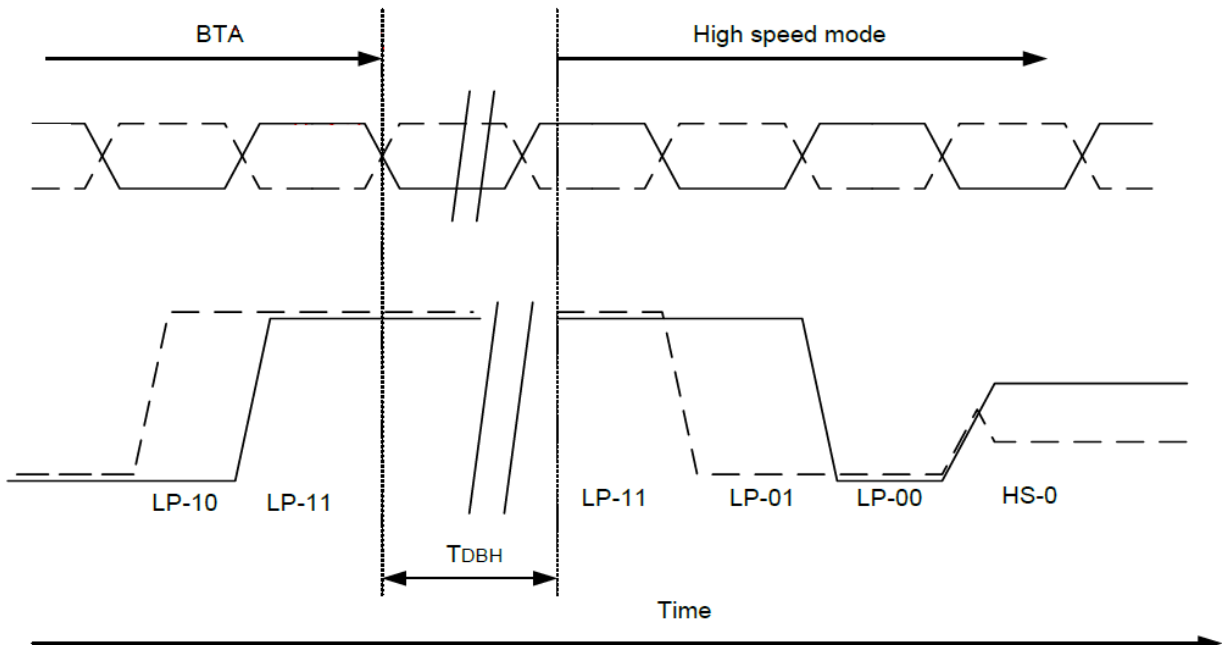 BTA
High speed mode
LP-10
LP-11
LP-11
LP-01
LP-00
HS-0
TDBH
Time